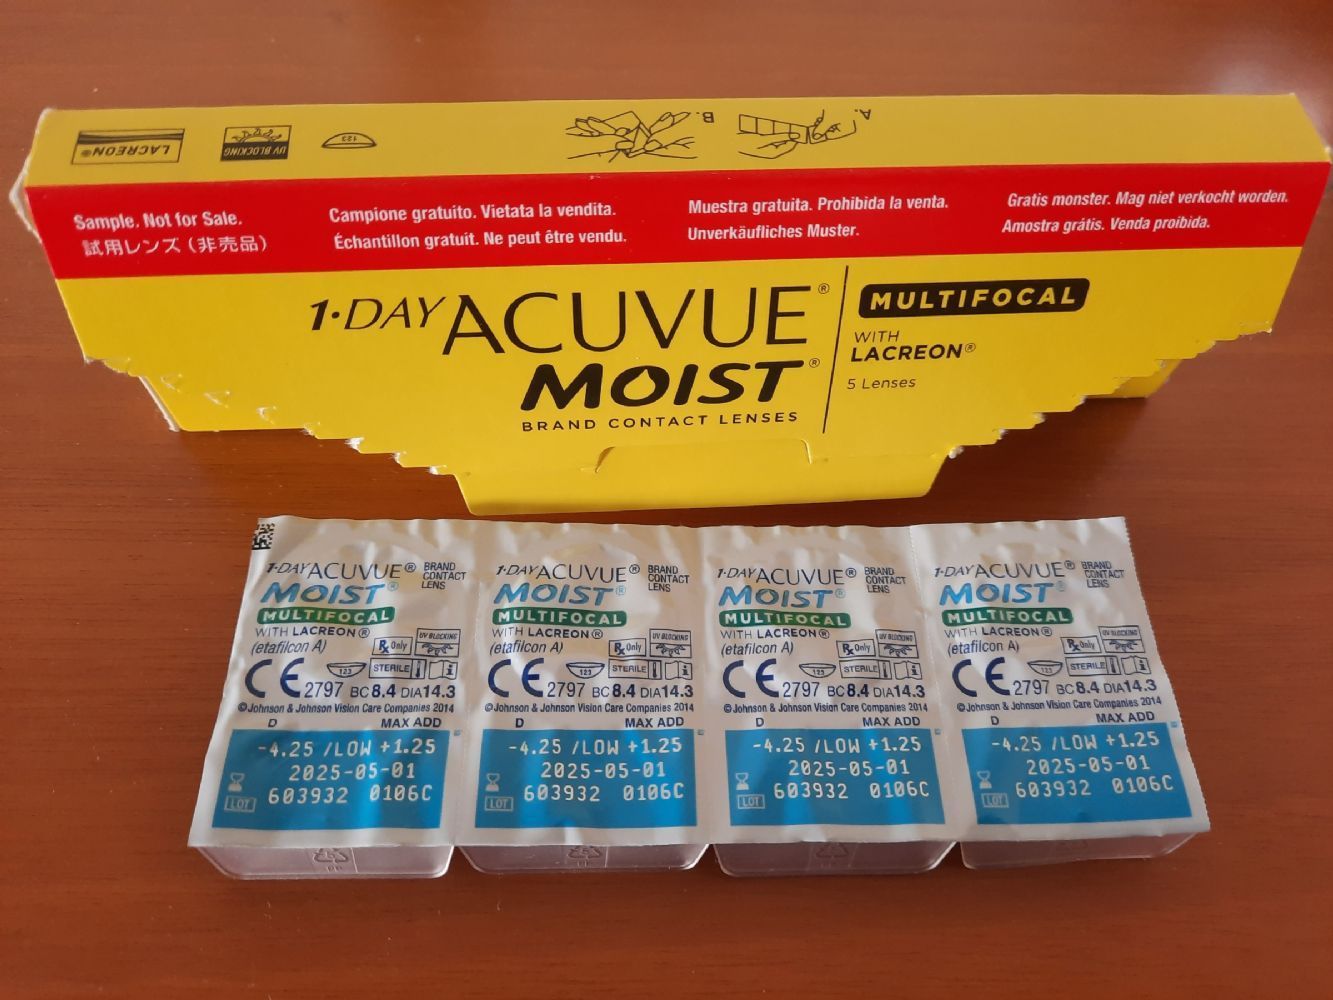 LACREON®
UV BLOCKING
123
B.
A.
Sample. Not for Sale.
試用レンズ（非売品）
Campione gratuito. Vietata la vendita.
Échantillon gratuit. Ne peut être vendu.
Muestra gratuita. Prohibida la venta.
Unverkäufliches Muster.
Gratis monster. Mag niet verkocht worden.
Amostra grátis. Venda proibida.
1·DAY ACUVUE®
MOIST®
BRAND CONTACT LENSES
MULTIFOCAL
WITH
LACREON®
5 Lenses
1·DAY ACUVUE® BRAND
CONTACT
LENS
MOIST®
MULTIFOCAL
WITH LACREON®
UV BLOCKING
(etafilcon A)
Rx Only
123
STERILE
i
CE 2797 BC 8.4 DIA 14.3
© Johnson & Johnson Vision Care Companies 2014
D MAX ADD
-4.25 /LOW +1.25
2025-05-01
LOT 603932 0106C
1·DAY ACUVUE® BRAND
CONTACT
LENS
MOIST®
MULTIFOCAL
WITH LACREON®
UV BLOCKING
(etafilcon A)
Rx Only
123
STERILE
i
CE 2797 BC 8.4 DIA 14.3
© Johnson & Johnson Vision Care Companies 2014
D MAX ADD
-4.25 /LOW +1.25
2025-05-01
LOT 603932 0106C
1·DAY ACUVUE® BRAND
CONTACT
LENS
MOIST®
MULTIFOCAL
WITH LACREON®
UV BLOCKING
(etafilcon A)
Rx Only
123
STERILE
i
CE 2797 BC 8.4 DIA 14.3
© Johnson & Johnson Vision Care Companies 2014
D MAX ADD
-4.25 /LOW +1.25
2025-05-01
LOT 603932 0106C
1·DAY ACUVUE® BRAND
CONTACT
LENS
MOIST®
MULTIFOCAL
WITH LACREON®
UV BLOCKING
(etafilcon A)
Rx Only
123
STERILE
i
CE 2797 BC 8.4 DIA 14.3
© Johnson & Johnson Vision Care Companies 2014
D MAX ADD
-4.25 /LOW +1.25
2025-05-01
LOT 603932 0106C